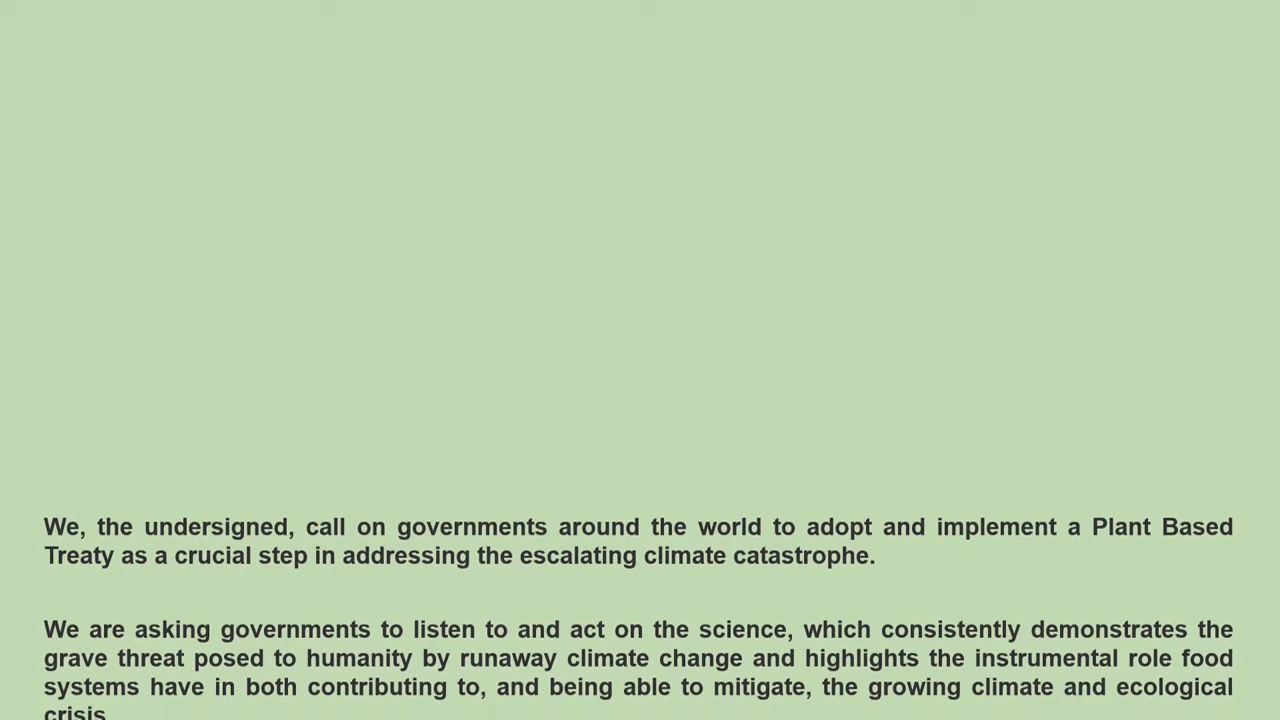 We, the undersigned, call on governments around the world to adopt and implement a Plant Based
Treaty as a crucial step in addressing the escalating climate catastrophe.
We are asking governments to listen to and act on the science, which consistently demonstrates the
grave threat posed to humanity by runaway climate change and highlights the instrumental role food
systems have in both contributing to, and being able to mitigate, the growing climate and ecological
crisis.